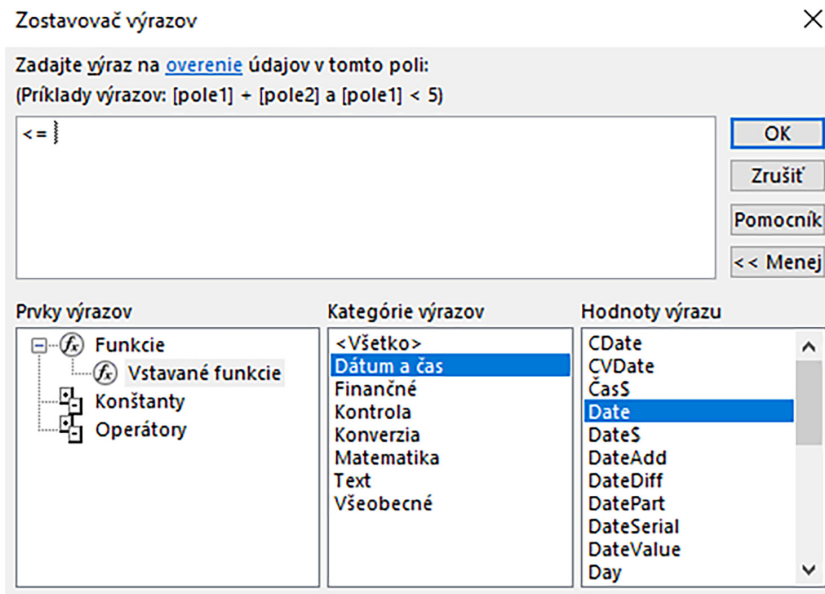 Zostavovač výrazov
Zadajte výraz na overenie údajov v tomto poli:
(Príklady výrazov: [pole1] + [pole2] a [pole1] < 5)
<=
OK
Zrušiť
Pomocník
<< Menej
Prvky výrazov
Funkcie
Vstavané funkcie
Konštanty
Operátory
Kategórie výrazov
<Všetko>
Dátum a čas
Finančné
Kontrola
Konverzia
Matematika
Text
Všeobecné
Hodnoty výrazu
CDate
CVDate
Čas$
Date
Date$
DateAdd
DateDiff
DatePart
DateSerial
DateValue
Day